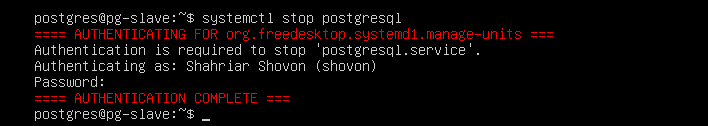 postgres@pg-slave:~$ systemctl stop postgresql
==== AUTHENTICATING FOR org.freedesktop.systemd1.manage-units ===
Authentication is required to stop 'postgresql.service'.
Authenticating as: Shahriar Shovon (shovon)
Password:
==== AUTHENTICATION COMPLETE ===
postgres@pg-slave:~$ _